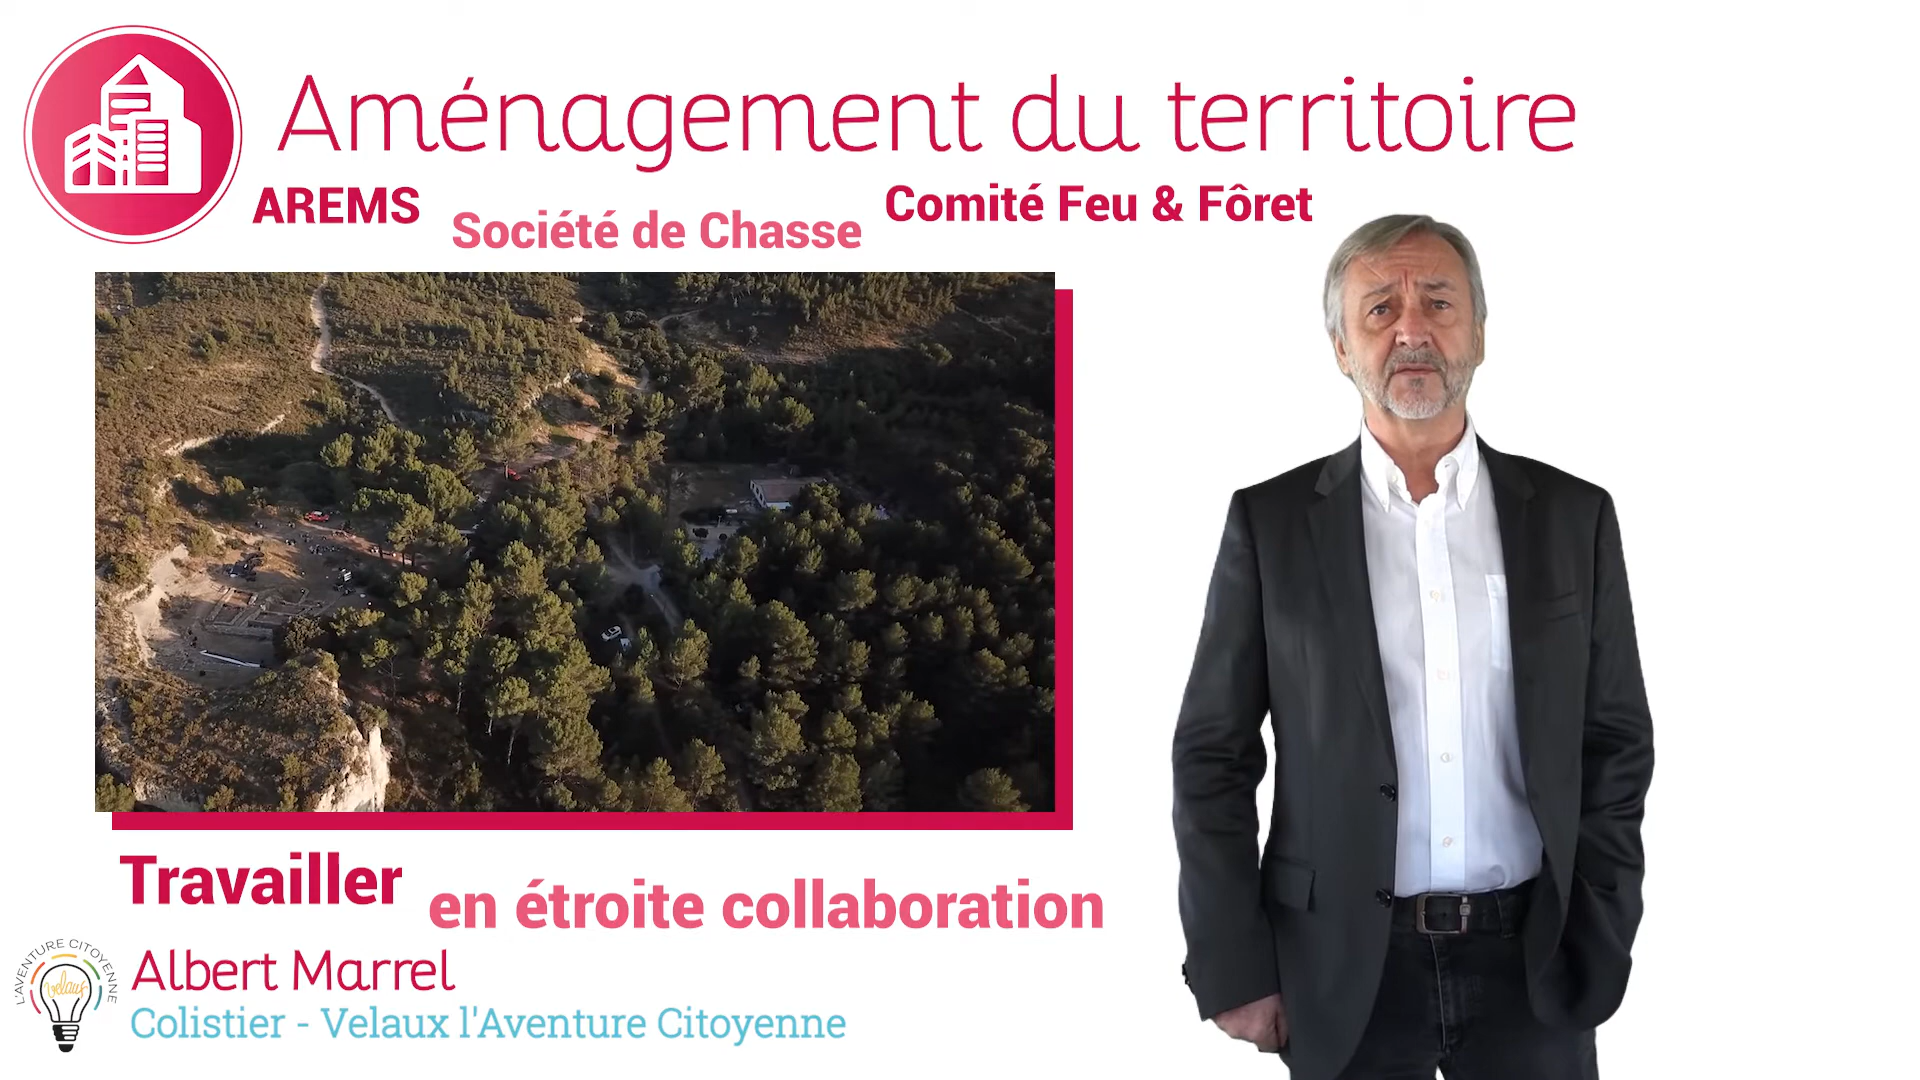 Aménagement du territoire
AREMS
Société de Chasse
Comité Feu & Fôret
Travailler
en étroite collaboration
L'AVENTURE CITOYENNE
Velaux
Albert Marrel
Colistier - Velaux l'Aventure Citoyenne